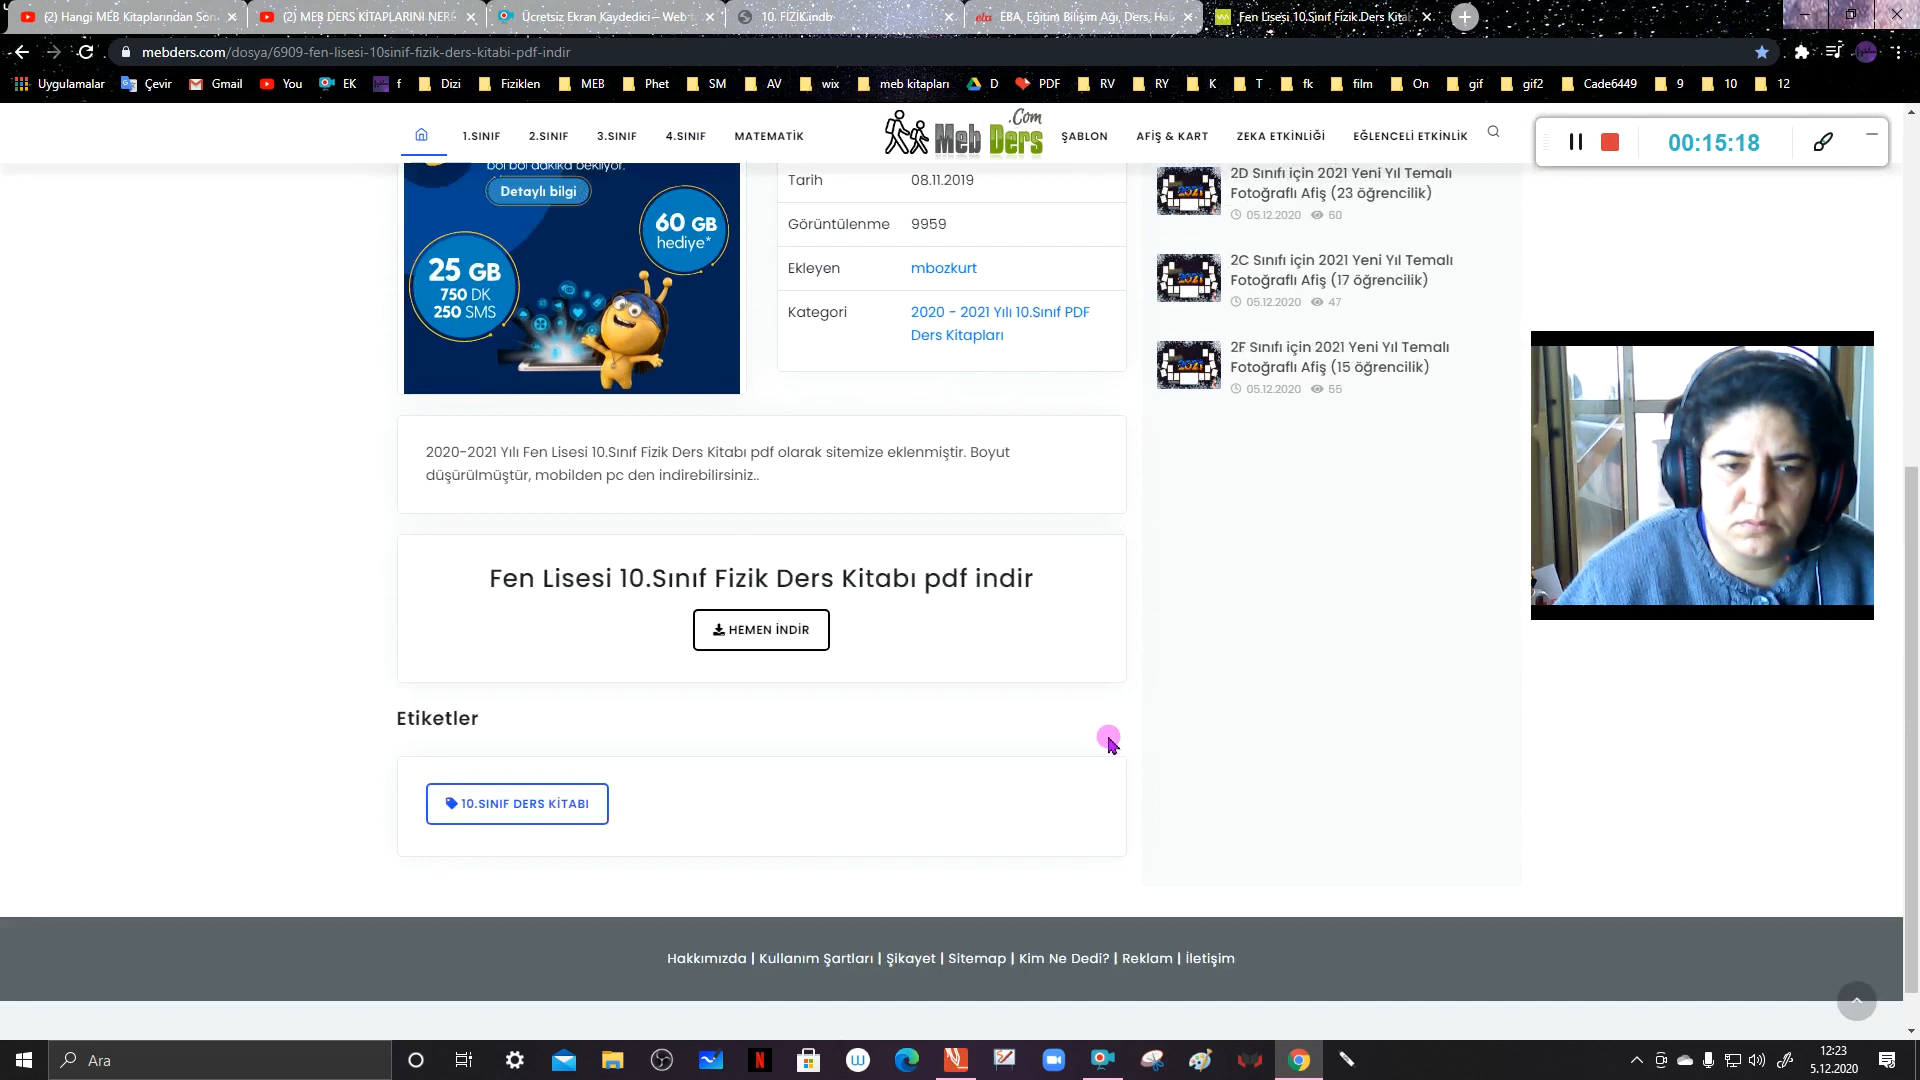 (2) Hangi MEB Kitaplarından Son
(2) MEB DERS KİTAPLARINI NERE
Ücretsiz Ekran Kaydedici – Web t
10. FİZİK.indb
EBA, Eğitim Bilişim Ağı, Ders, Hab
Fen Lisesi 10.Sınıf Fizik Ders Kitab
mebders.com/dosya/6909-fen-lisesi-10sinif-fizik-ders-kitabi-pdf-indir
Uygulamalar Çevir Gmail You EK f Dizi Fiziklen MEB Phet SM AV wix meb kitapları D PDF RV RY K T fk film On gif gif2 Cade6449 9 10 12
1.SINIF 2.SINIF 3.SINIF 4.SINIF MATEMATİK
Meb Ders .Com
ŞABLON AFİŞ & KART ZEKA ETKİNLİĞİ EĞLENCELİ ETKİNLİK
00:15:18
bol bol dakika bekliyor.
Detaylı bilgi
60 GB
hediye*
25 GB
750 DK
250 SMS
Tarih 08.11.2019
Görüntülenme 9959
Ekleyen mbozkurt
Kategori 2020 - 2021 Yılı 10.Sınıf PDF
Ders Kitapları
2D Sınıfı için 2021 Yeni Yıl Temalı
Fotoğraflı Afiş (23 öğrencilik)
05.12.2020 60
2C Sınıfı için 2021 Yeni Yıl Temalı
Fotoğraflı Afiş (17 öğrencilik)
05.12.2020 47
2F Sınıfı için 2021 Yeni Yıl Temalı
Fotoğraflı Afiş (15 öğrencilik)
05.12.2020 55
2020-2021 Yılı Fen Lisesi 10.Sınıf Fizik Ders Kitabı pdf olarak sitemize eklenmiştir. Boyut
düşürülmüştür, mobilden pc den indirebilirsiniz..
Fen Lisesi 10.Sınıf Fizik Ders Kitabı pdf indir
HEMEN İNDİR
Etiketler
10.SINIF DERS KİTABI
Hakkımızda | Kullanım Şartları | Şikayet | Sitemap | Kim Ne Dedi? | Reklam | İletişim
Ara
12:23
5.12.2020